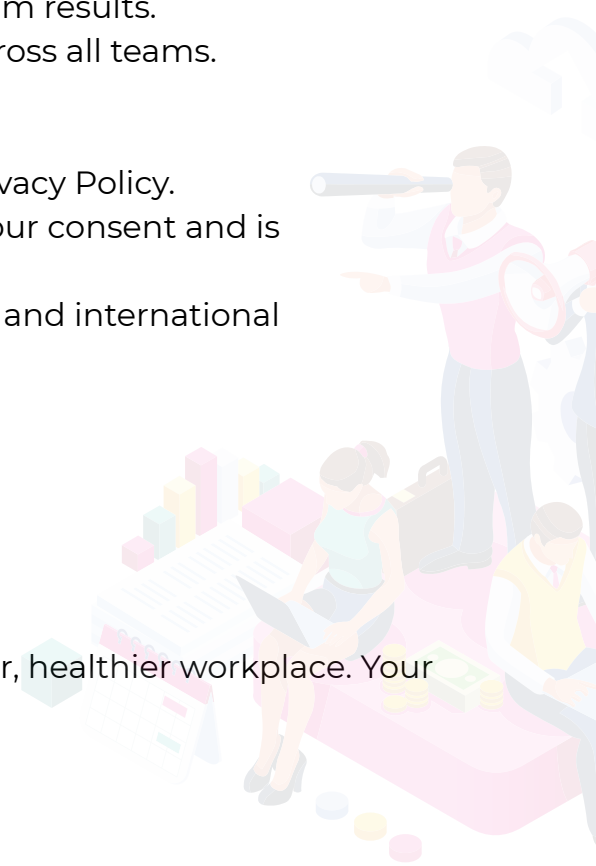 m results.
ross all teams.
vacy Policy.
our consent and is
and international
r, healthier workplace. Your